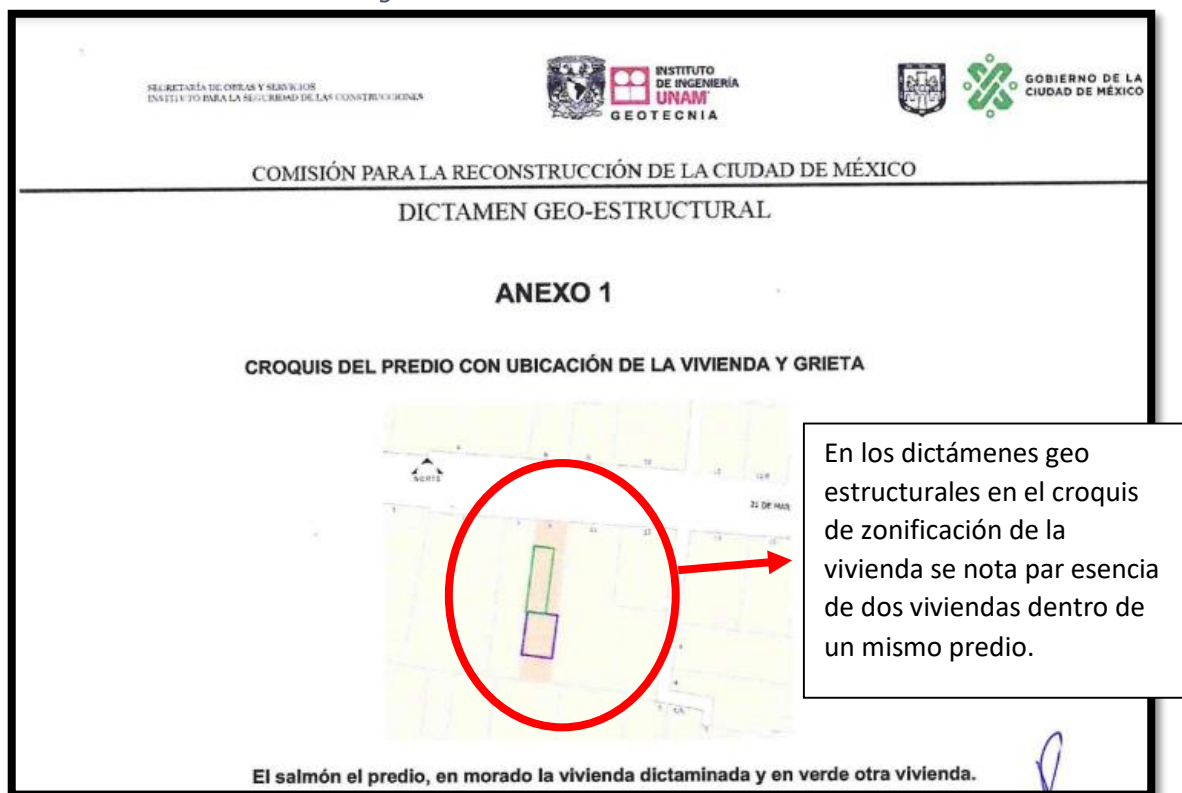 SECRETARÍA DE OBRAS Y SERVICIOS
INSTITUTO PARA LA SEGURIDAD DE LAS CONSTRUCCIONES
INSTITUTO
DE INGENIERÍA
UNAM
GEOTECNIA
GOBIERNO DE LA
CIUDAD DE MÉXICO
COMISIÓN PARA LA RECONSTRUCCIÓN DE LA CIUDAD DE MÉXICO
DICTAMEN GEO-ESTRUCTURAL
ANEXO 1
CROQUIS DEL PREDIO CON UBICACIÓN DE LA VIVIENDA Y GRIETA
NORTE
21 DE MAR
En los dictámenes geo
estructurales en el croquis
de zonificación de la
vivienda se nota par esencia
de dos viviendas dentro de
un mismo predio.
El salmón el predio, en morado la vivienda dictaminada y en verde otra vivienda.